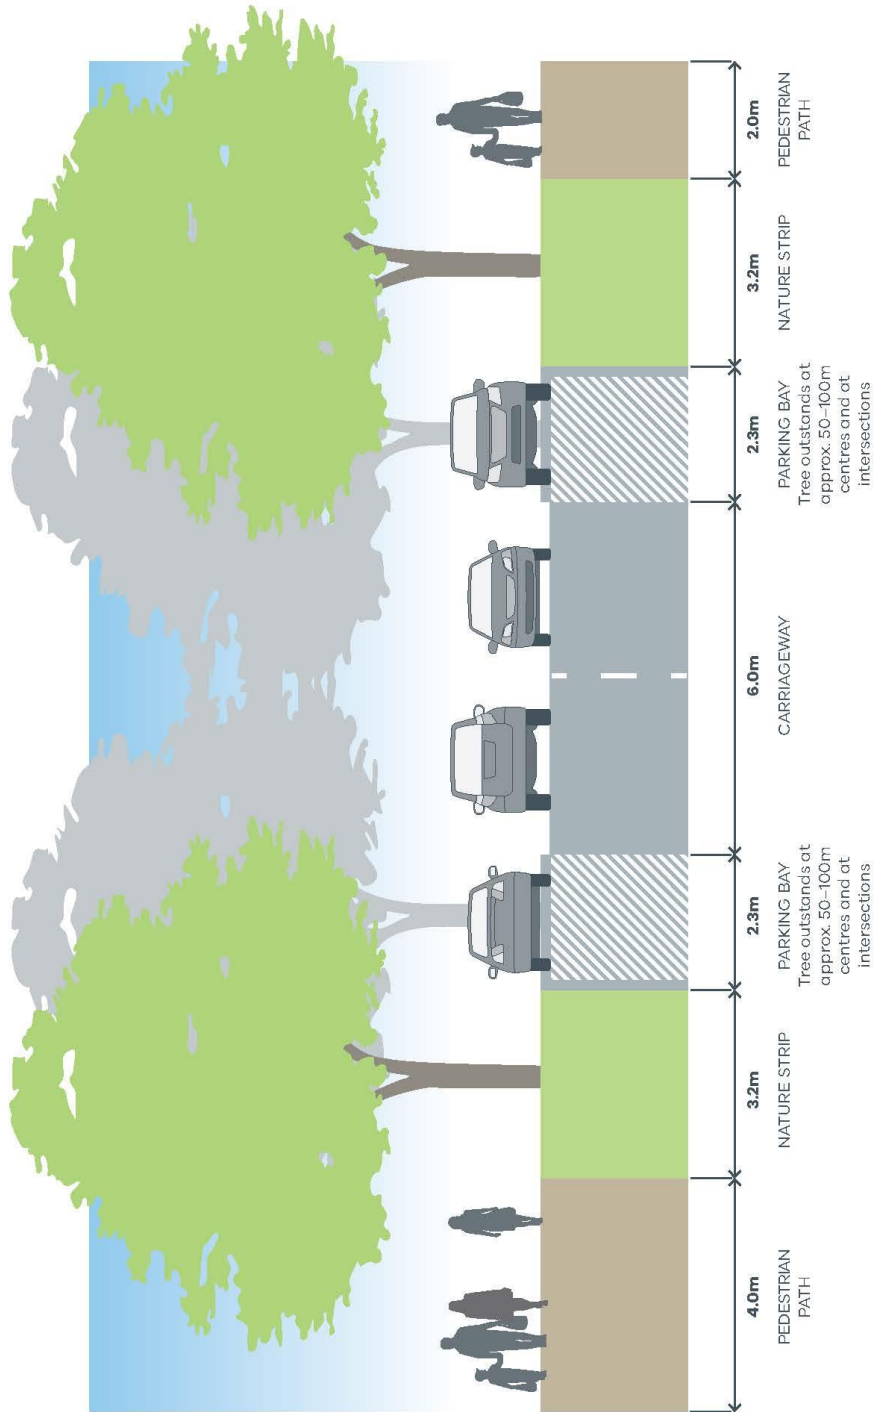 4.0m
PEDESTRIAN
PATH
3.2m
NATURE STRIP
2.3m
PARKING BAY
Tree outstands at
approx. 50–100m
centres and at
intersections
6.0m
CARRIAGEWAY
2.3m
PARKING BAY
Tree outstands at
approx. 50–100m
centres and at
intersections
3.2m
NATURE STRIP
2.0m
PEDESTRIAN
PATH